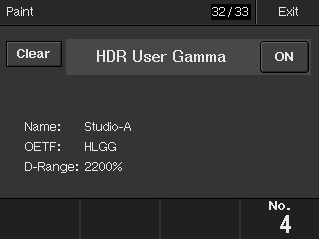 Paint 32/33 Exit
Clear HDR User Gamma ON
Name: Studio-A
OETF: HLGG
D-Range: 2200%
No.
4